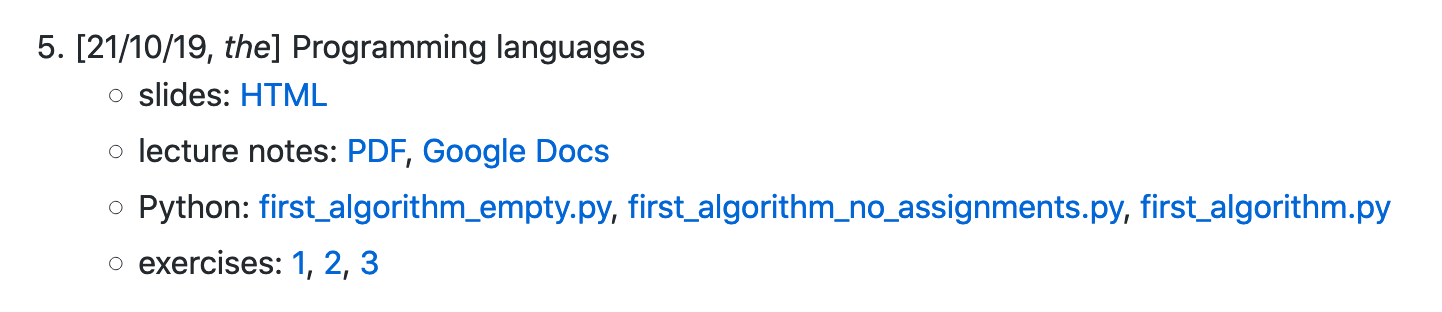 5. [21/10/19, the] Programming languages
○ slides: HTML
○ lecture notes: PDF, Google Docs
○ Python: first_algorithm_empty.py, first_algorithm_no_assignments.py, first_algorithm.py
○ exercises: 1, 2, 3